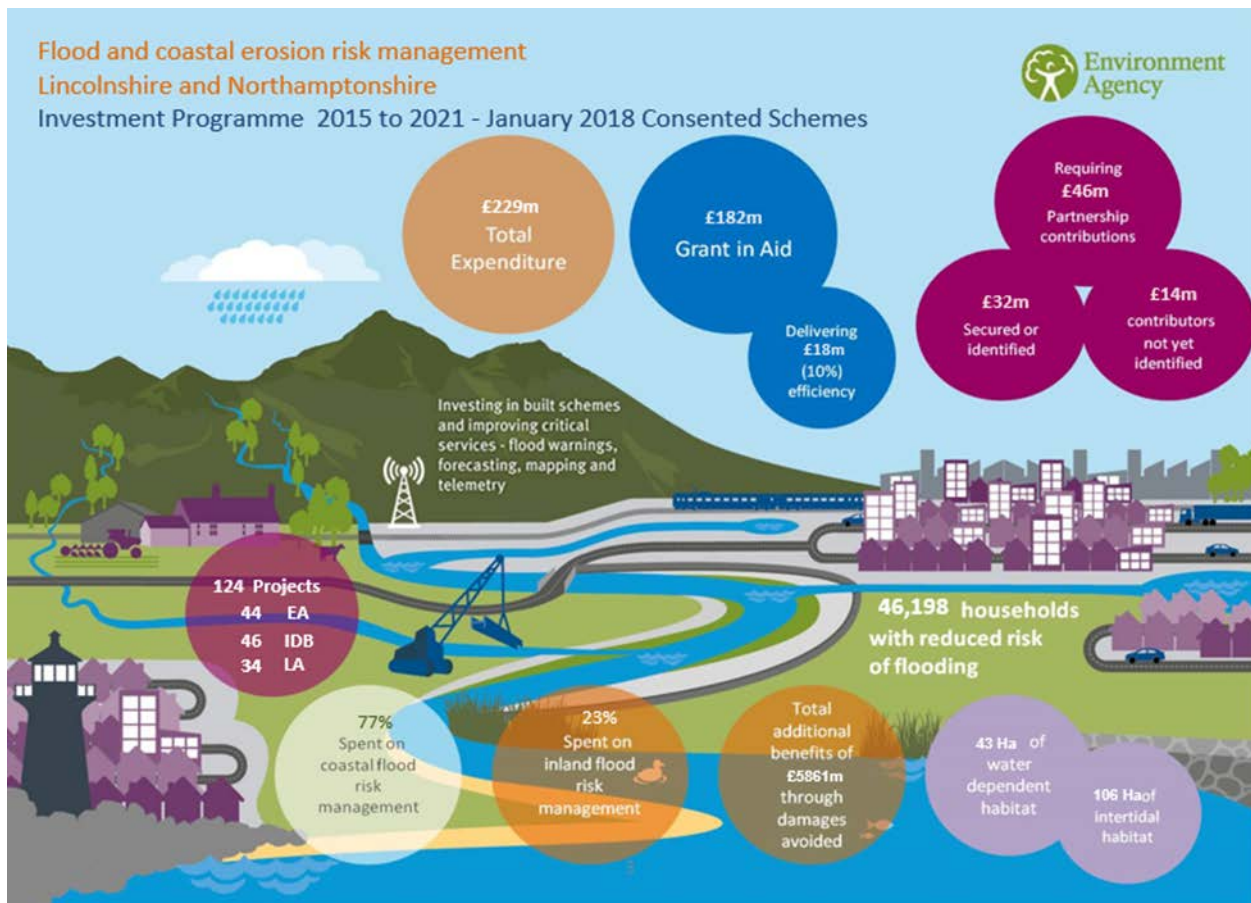 Flood and coastal erosion risk management
Lincolnshire and Northamptonshire
Investment Programme 2015 to 2021 - January 2018 Consented Schemes
Environment
Agency
£229m
Total
Expenditure
£182m
Grant in Aid
Delivering
£18m
(10%)
efficiency
Requiring
£46m
Partnership
contributions
£32m
Secured or
identified
£14m
contributors
not yet
identified
Investing in built schemes
and improving critical
services - flood warnings,
forecasting, mapping and
telemetry
124 Projects
44 EA
46 IDB
34 LA
46,198 households
with reduced risk
of flooding
77%
Spent on
coastal flood
risk
management
23%
Spent on
inland flood
risk
management
Total
additional
benefits of
£5861m
through
damages
avoided
43 Ha of
water
dependent
habitat
106 Ha of
intertidal
habitat